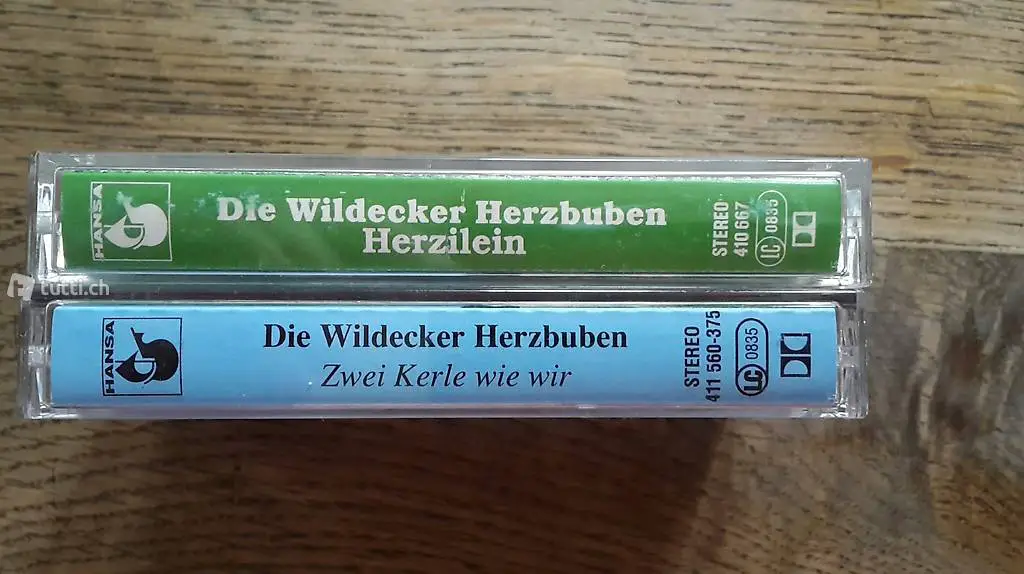 HANSA
Die Wildecker Herzbuben
Herzilein
STEREO
410 667
LC 0835
tutti.ch
HANSA
Die Wildecker Herzbuben
Zwei Kerle wie wir
STEREO
411 560-375
LC 0835